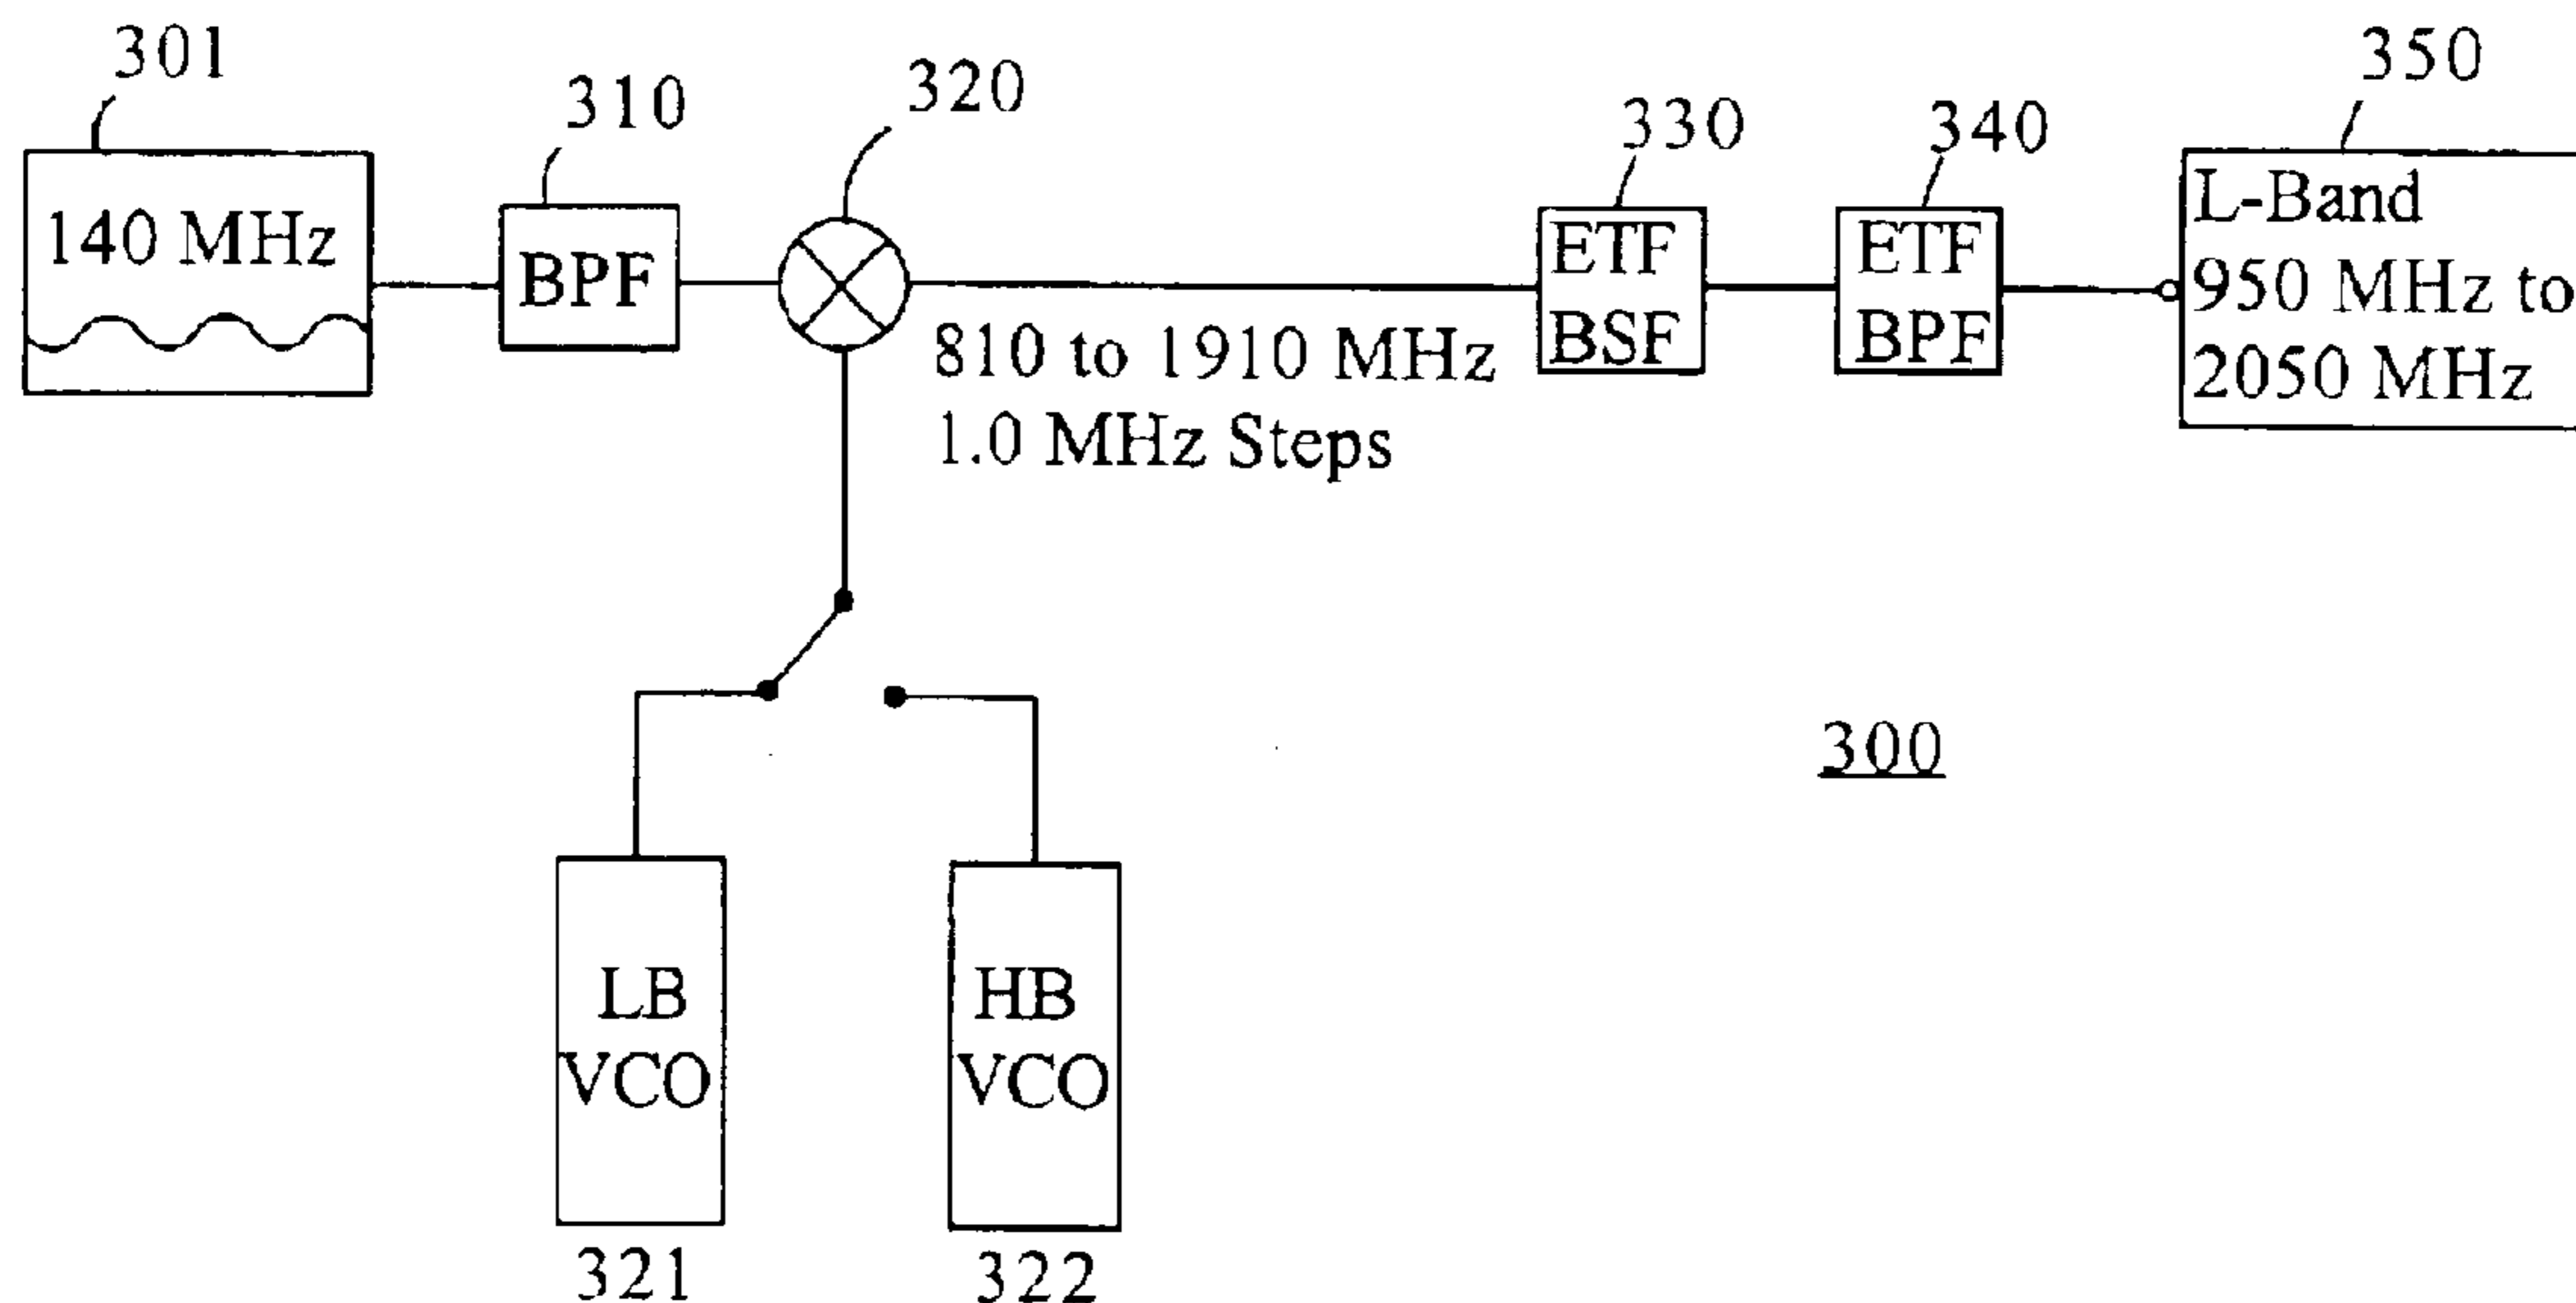 301
310
320
330
340
350
140 MHz
BPF
ETF
BSF
ETF
BPF
L-Band
950 MHz to
2050 MHz
810 to 1910 MHz
1.0 MHz Steps
300
LB
VCO
HB
VCO
321
322